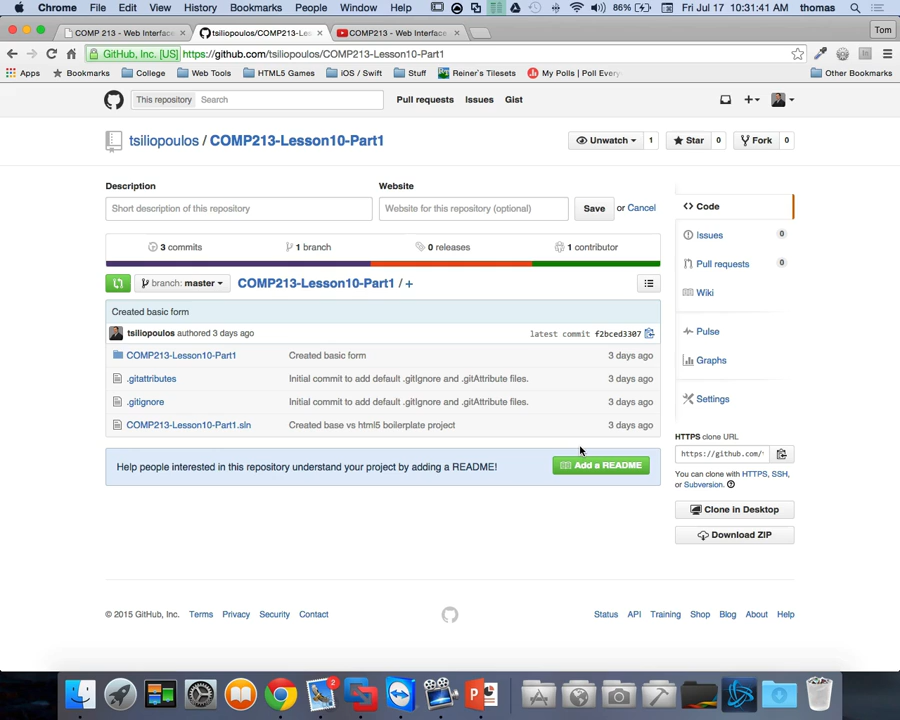 Chrome File Edit View History Bookmarks People Window Help 86% Fri Jul 17 10:31:41 AM thomas
COMP 213 - Web Interface × tsiliopoulos/COMP213-Les × COMP213 - Web Interface × Tom
GitHub, Inc. [US] https://github.com/tsiliopoulos/COMP213-Lesson10-Part1
Apps Bookmarks College Web Tools HTML5 Games iOS / Swift Stuff Reiner's Tilesets My Polls | Poll Every Other Bookmarks
This repository Search Pull requests Issues Gist
tsiliopoulos / COMP213-Lesson10-Part1 Unwatch 1 Star 0 Fork 0
Description Website
Short description of this repository Website for this repository (optional) Save or Cancel
3 commits 1 branch 0 releases 1 contributor
branch: master COMP213-Lesson10-Part1 / +
Created basic form
tsiliopoulos authored 3 days ago latest commit f2bced3307
COMP213-Lesson10-Part1 Created basic form 3 days ago
.gitattributes Initial commit to add default .gitIgnore and .gitAttribute files. 3 days ago
.gitignore Initial commit to add default .gitIgnore and .gitAttribute files. 3 days ago
COMP213-Lesson10-Part1.sln Created base vs html5 boilerplate project 3 days ago
Help people interested in this repository understand your project by adding a README! Add a README
Code
Issues 0
Pull requests 0
Wiki
Pulse
Graphs
Settings
HTTPS clone URL
https://github.com/
You can clone with HTTPS, SSH,
or Subversion.
Clone in Desktop
Download ZIP
© 2015 GitHub, Inc. Terms Privacy Security Contact Status API Training Shop Blog About Help
2